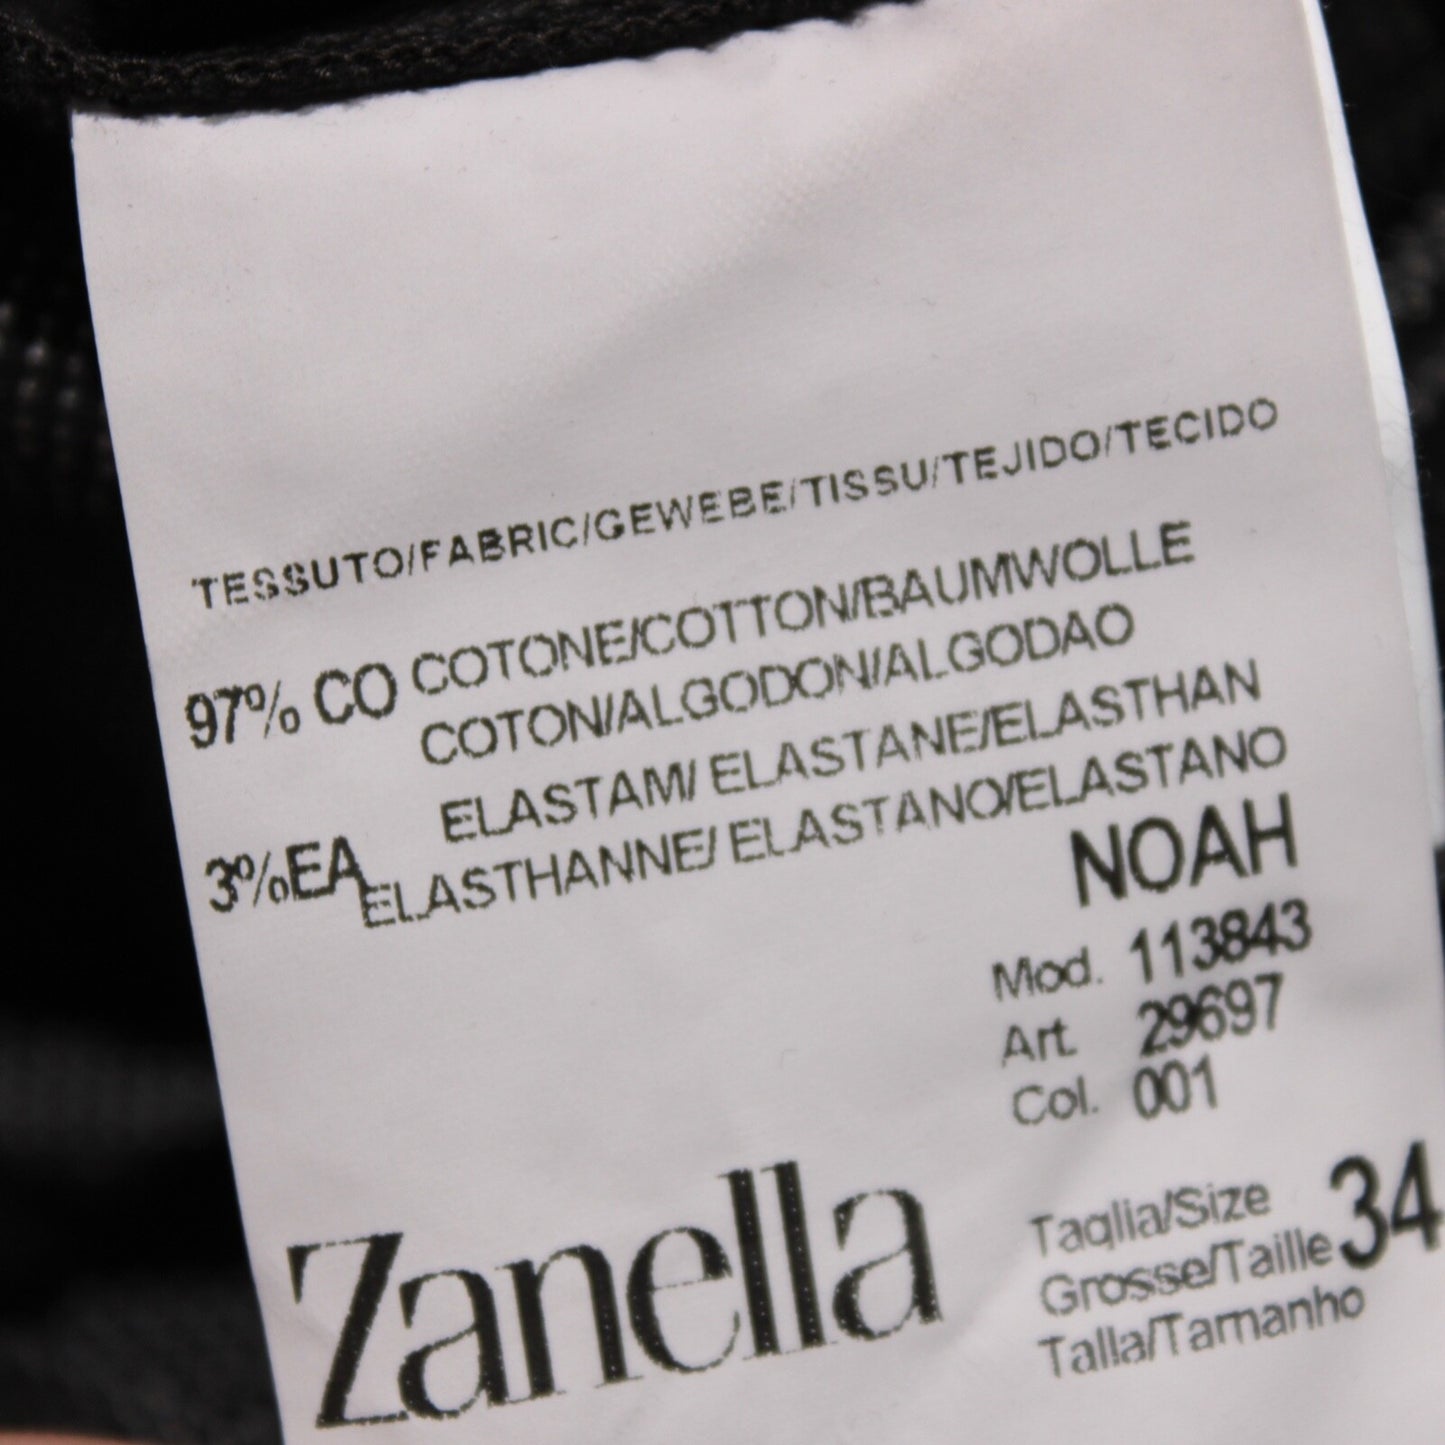 TESSUTO/FABRIC/GEWEBE/TISSU/TEJIDO/TECIDO
97% CO COTONE/COTTON/BAUMWOLLE
COTON/ALGODON/ALGODAO
ELASTAM/ ELASTANE/ELASTHAN
3%EA ELASTHANNE/ ELASTANO/ELASTANO
NOAH
Mod. 113843
Art. 29697
Col. 001
Zanella
Taglia/Size
Grosse/Taille 34
Talla/Tamanho